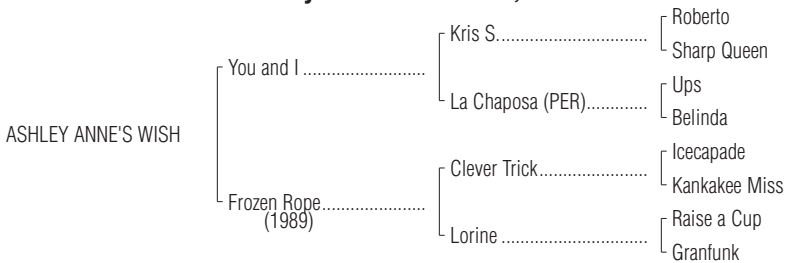 Roberto
Kris S.
Sharp Queen
You and I
Ups
La Chaposa (PER)
Belinda
ASHLEY ANNE'S WISH
Icecapade
Clever Trick
Kankakee Miss
Frozen Rope
(1989)
Raise a Cup
Lorine
Granfunk